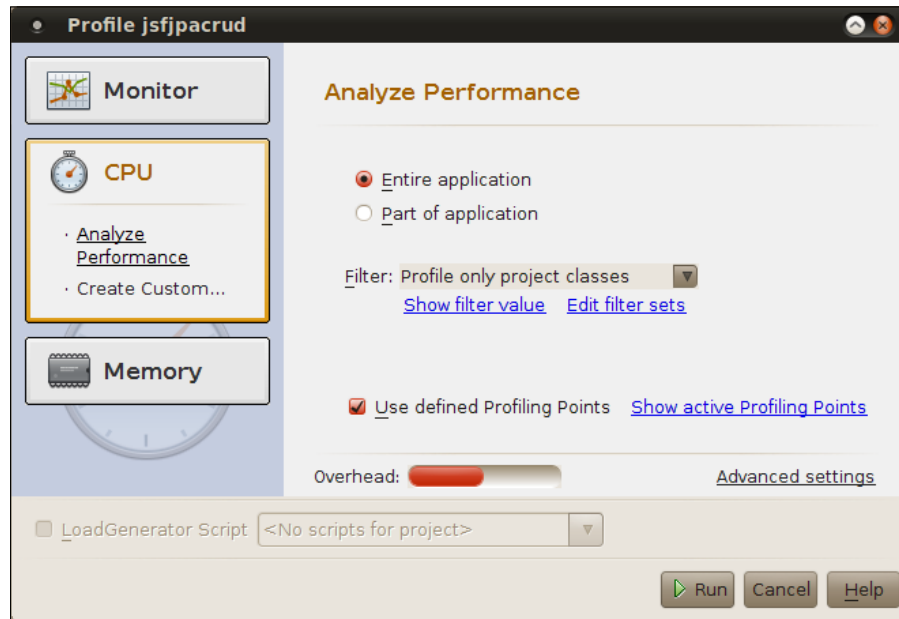 Profile jsfjpacrud
Monitor
CPU
· Analyze
Performance
· Create Custom...
Memory
Analyze Performance
Entire application
Part of application
Filter: Profile only project classes
Show filter value Edit filter sets
Use defined Profiling Points Show active Profiling Points
Overhead: Advanced settings
LoadGenerator Script <No scripts for project>
Run Cancel Help